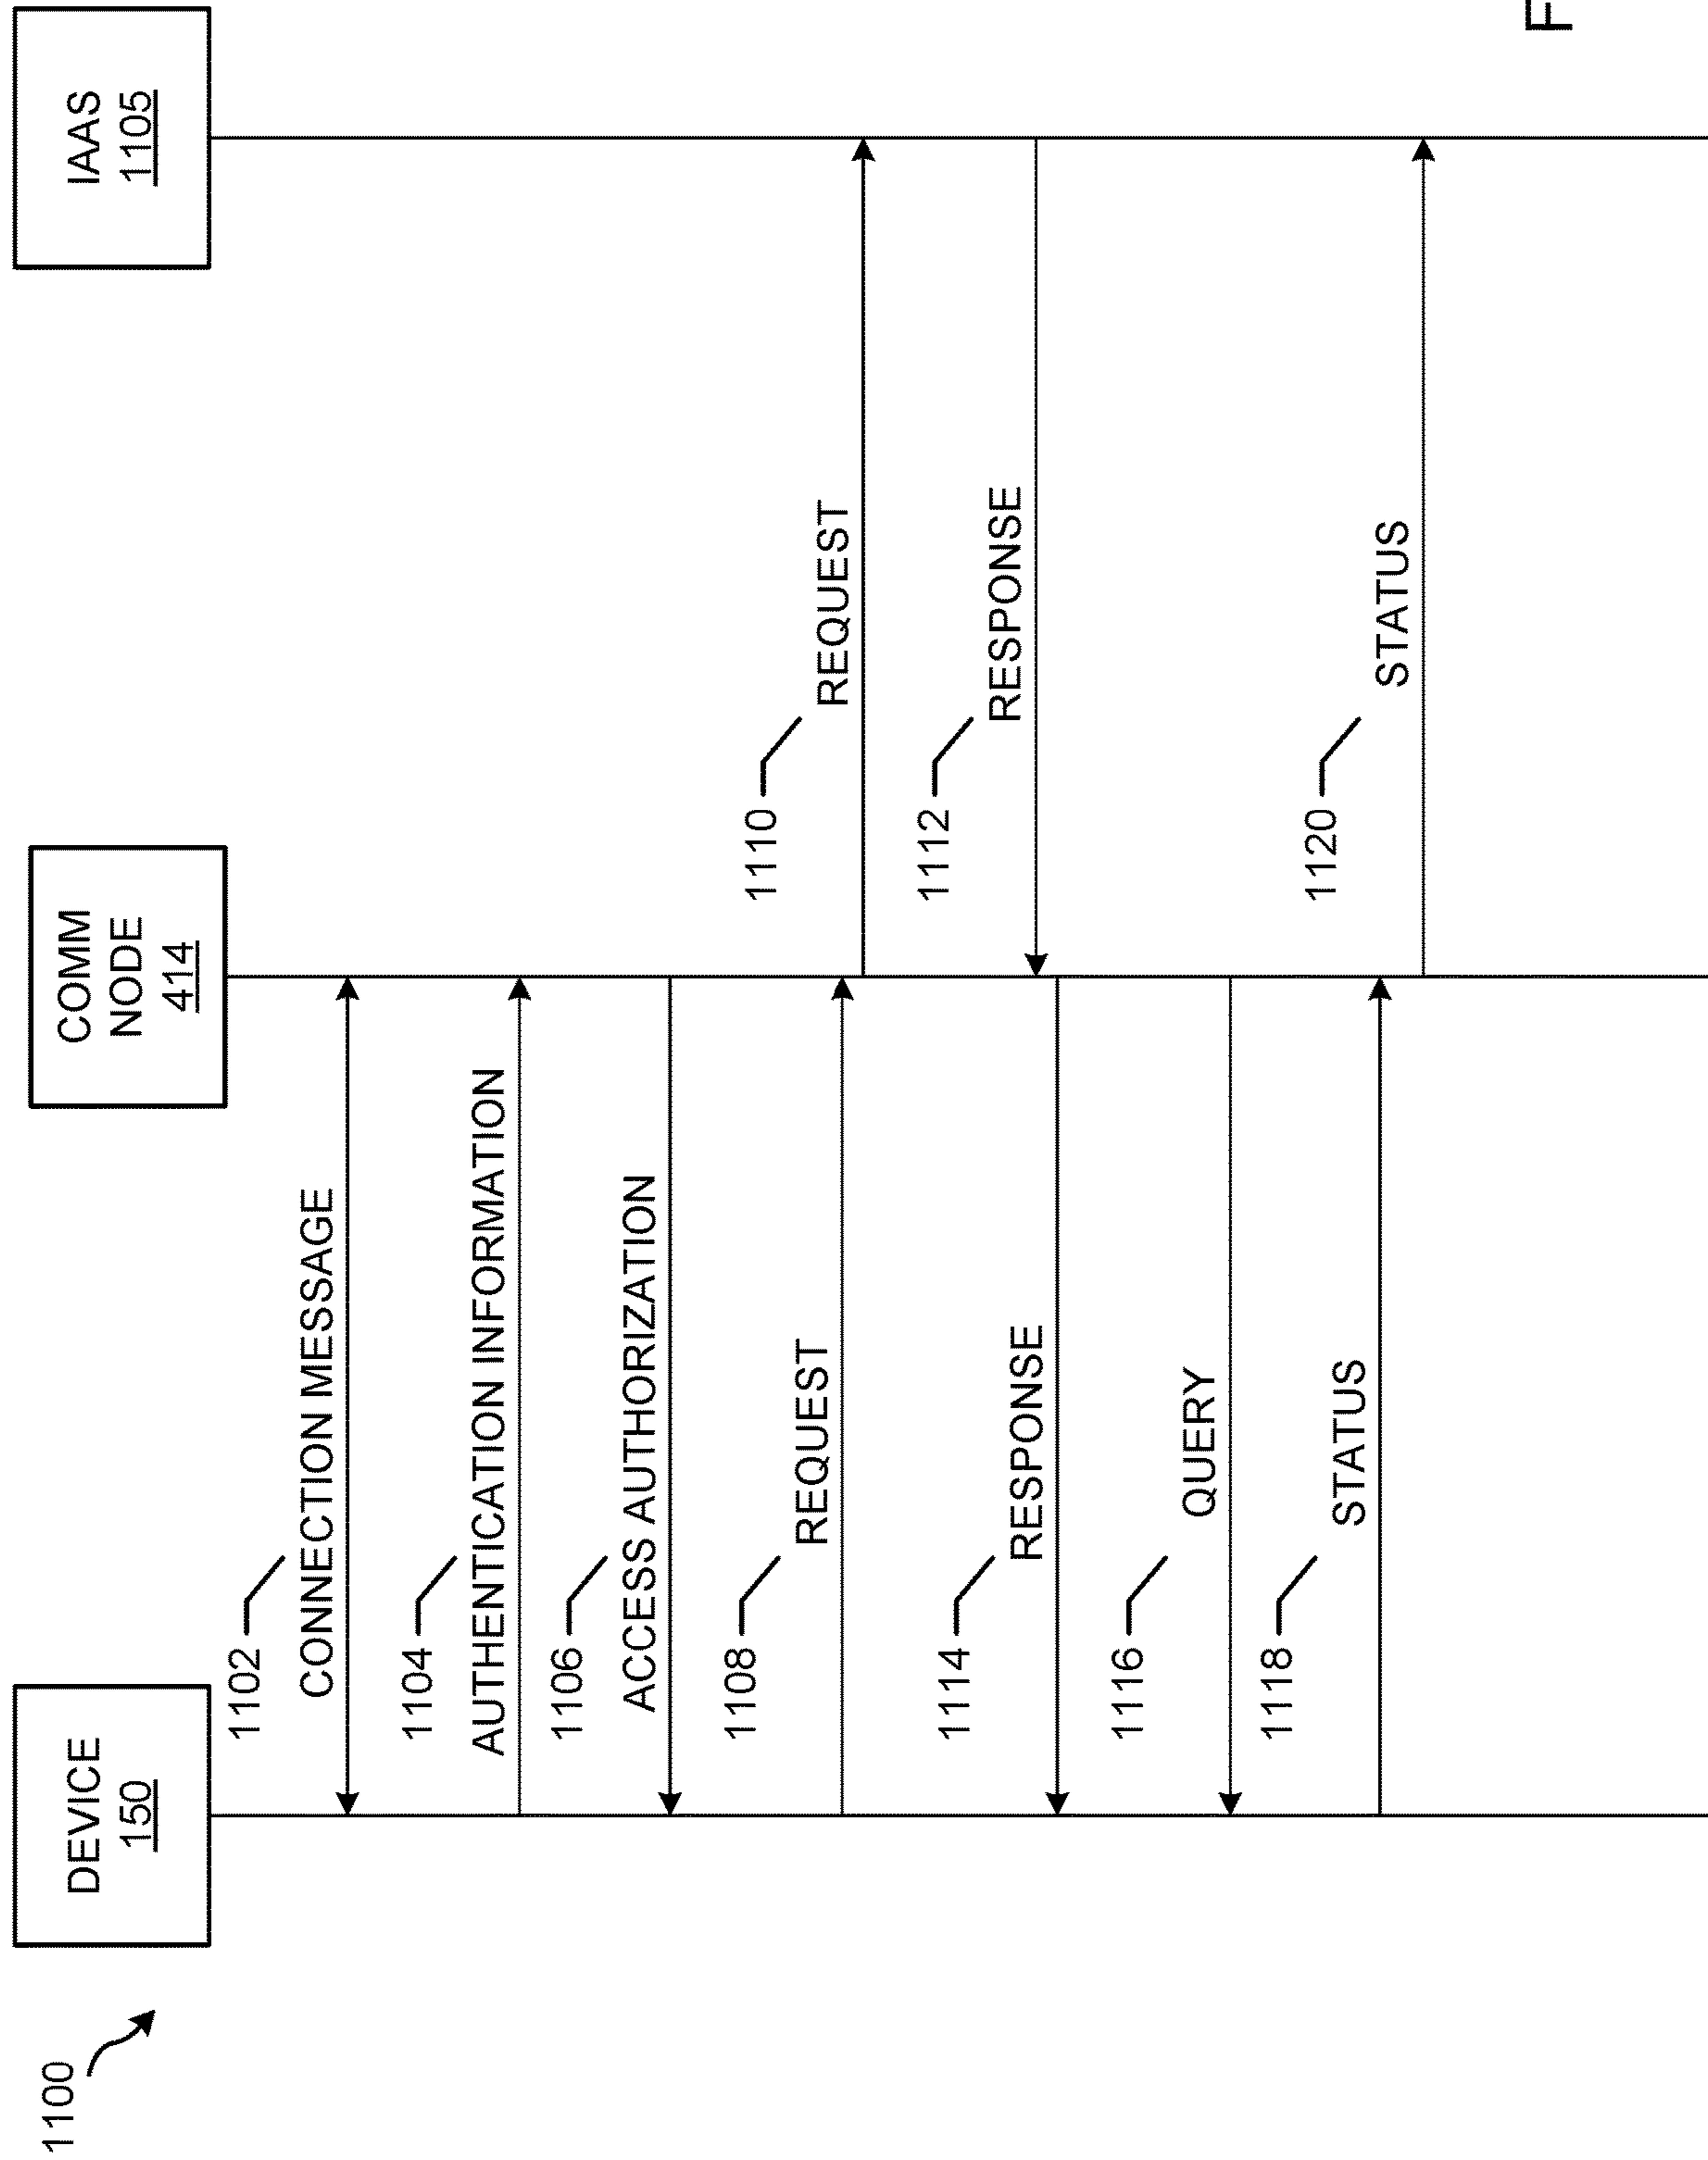 1100
DEVICE
150
COMM
NODE
414
IAAS
1105
1102
CONNECTION MESSAGE
1104
AUTHENTICATION INFORMATION
1106
ACCESS AUTHORIZATION
1108
REQUEST
1110
REQUEST
1112
RESPONSE
1114
RESPONSE
1116
QUERY
1118
STATUS
1120
STATUS
F